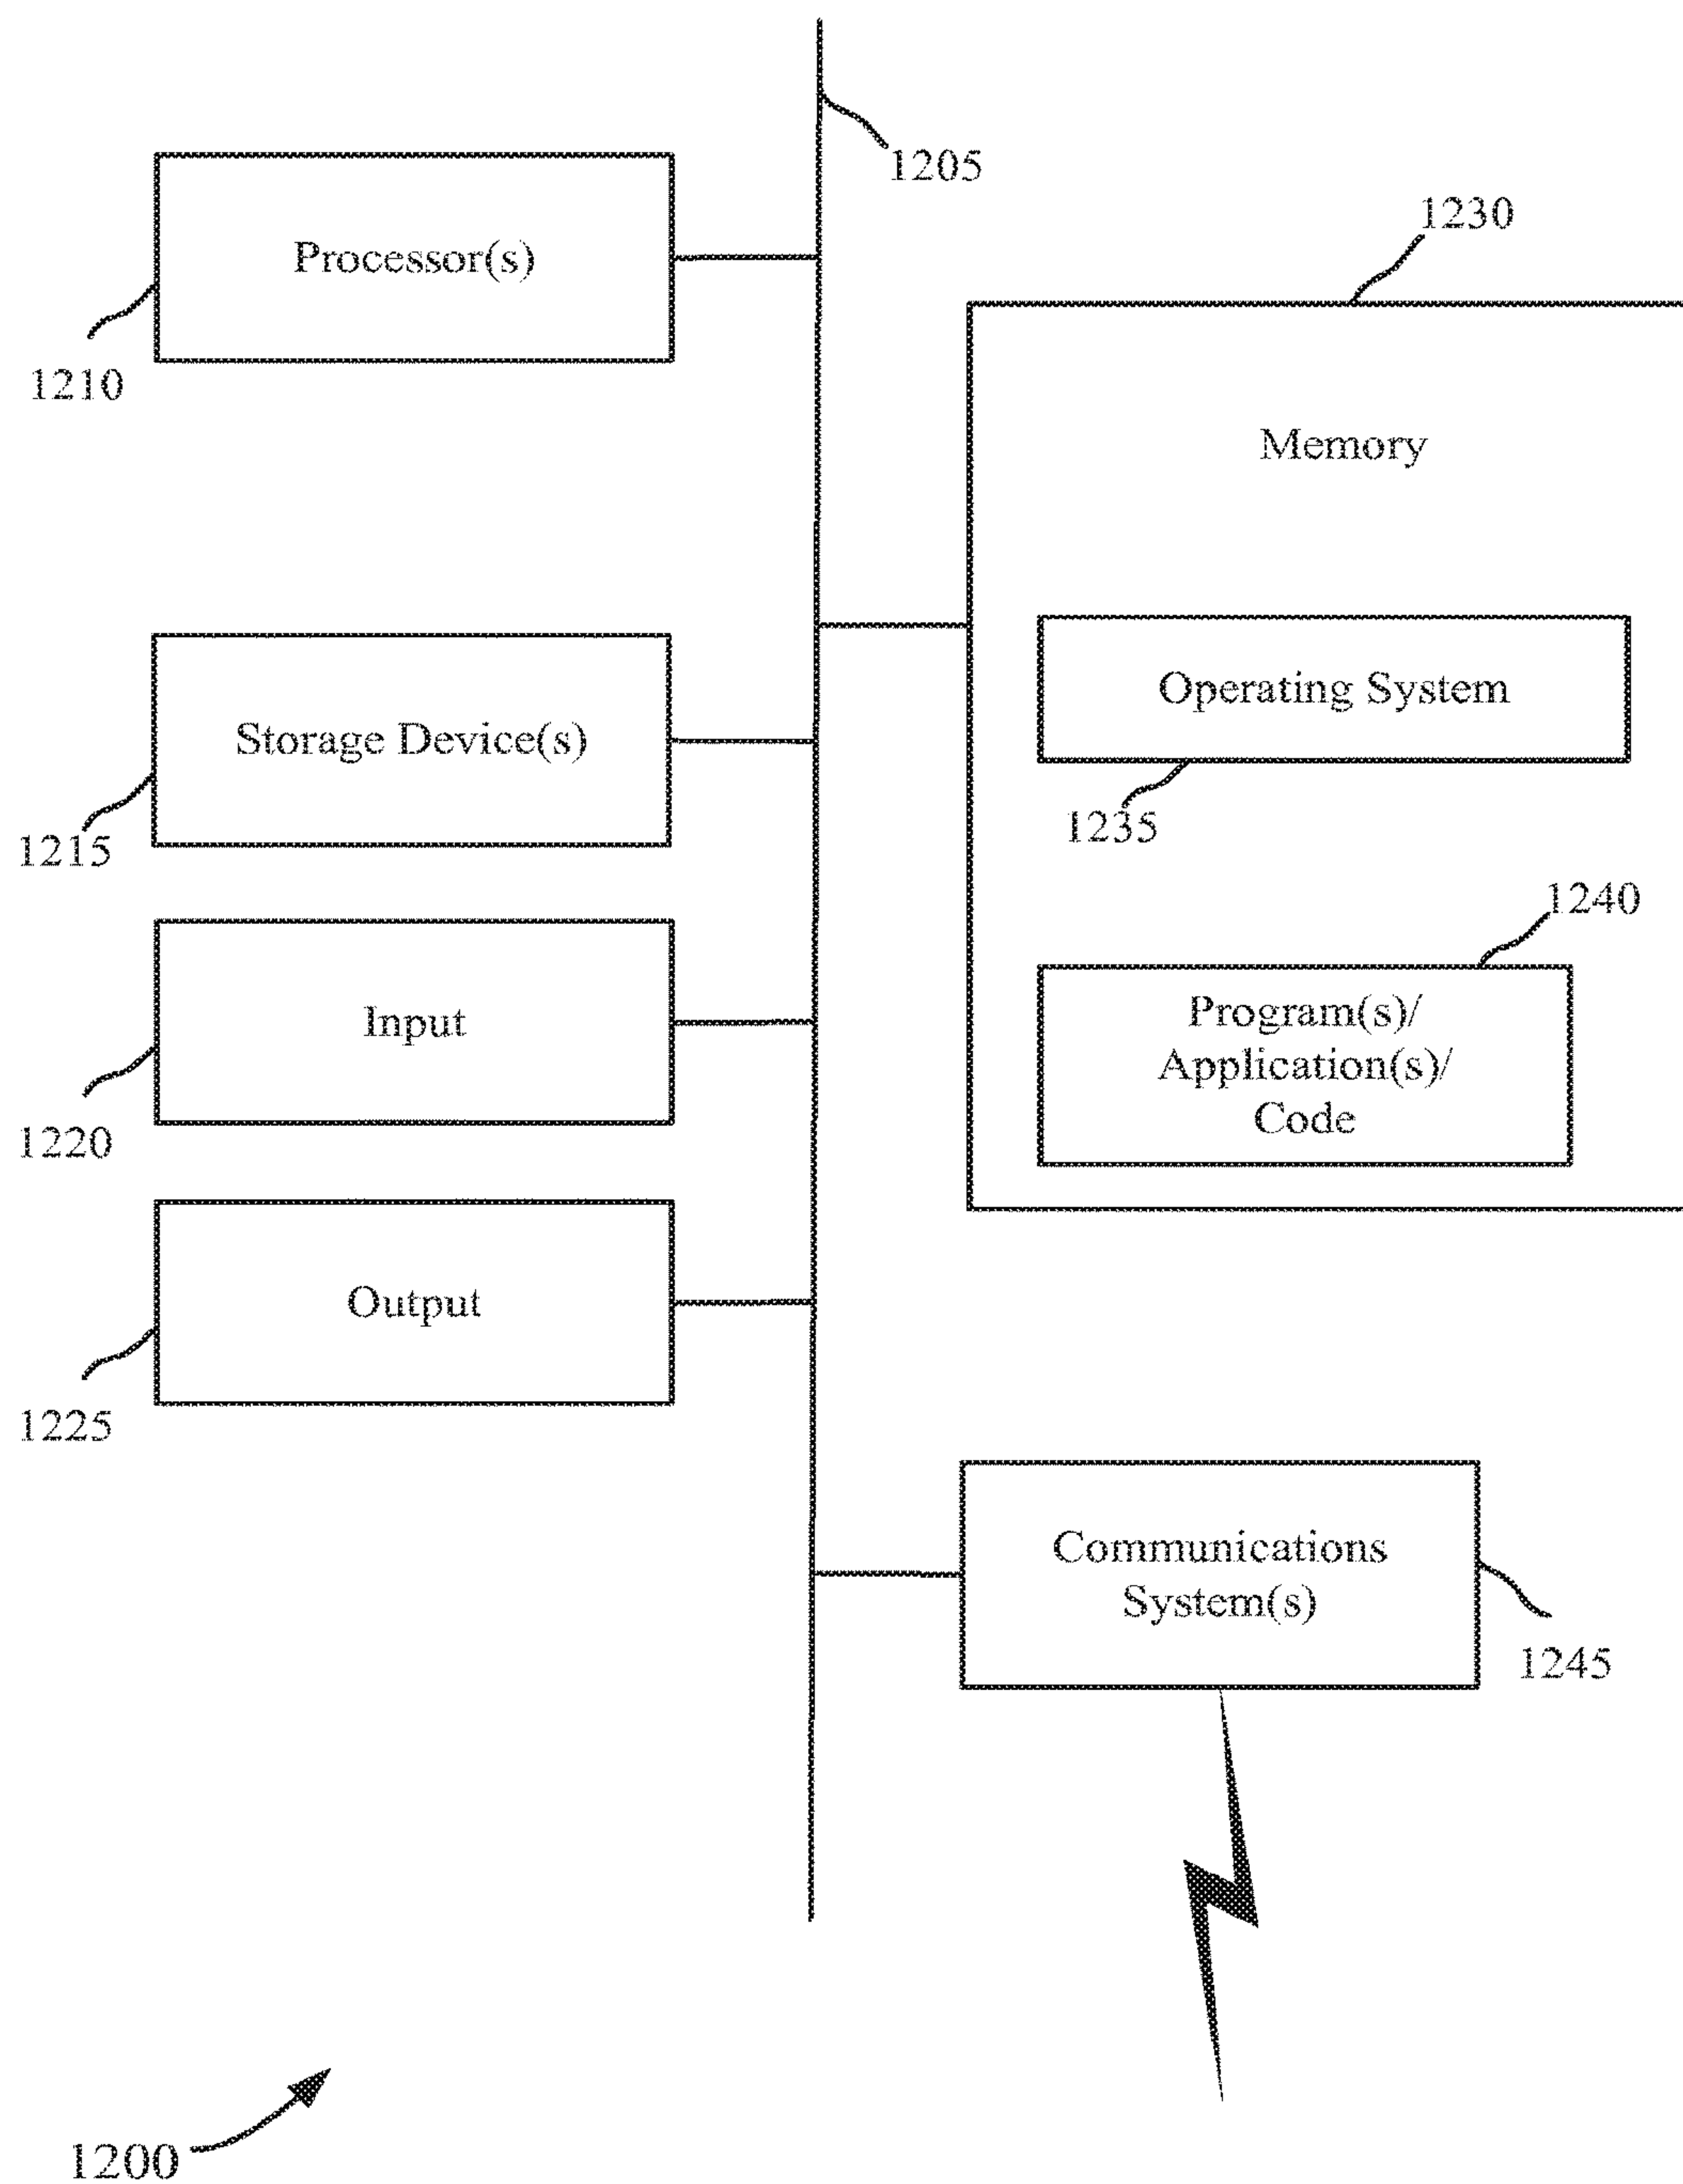 1205
Processor(s)
1210
1230
Memory
Storage Device(s)
1215
Operating System
1235
Input
1220
1240
Program(s)/
Application(s)/
Code
Output
1225
Communications
System(s)
1245
1200